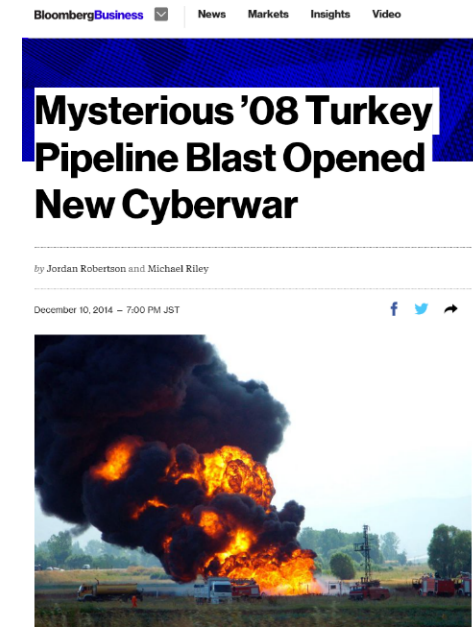 BloombergBusiness
News Markets Insights Video
Mysterious ’08 Turkey
Pipeline Blast Opened
New Cyberwar
by Jordan Robertson and Michael Riley
December 10, 2014 — 7:00 PM JST